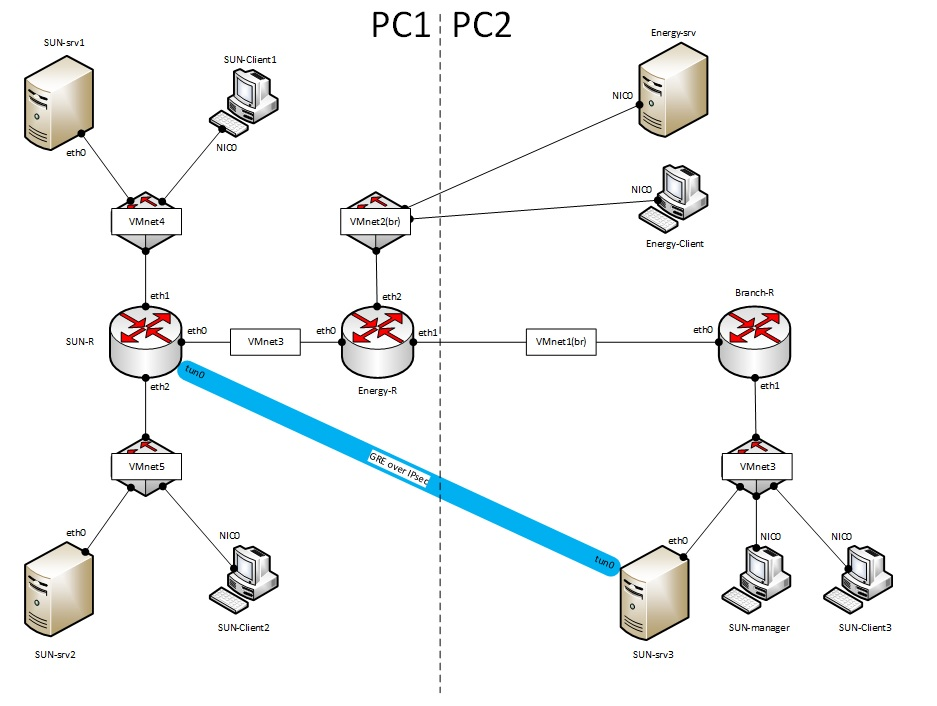 PC1 PC2
SUN-srv1
SUN-Client1
Energy-srv
eth0
NIC0
NIC0
VMnet4
VMnet2(br)
NIC0
Energy-Client
eth1
eth2
Branch-R
SUN-R
eth0
VMnet3
eth0
eth1
VMnet1(br)
eth0
Energy-R
eth2
tun0
eth1
GRE over IPsec
VMnet5
VMnet3
eth0
NIC0
tun0
eth0
NIC0
NIC0
SUN-srv2
SUN-Client2
SUN-srv3
SUN-manager
SUN-Client3